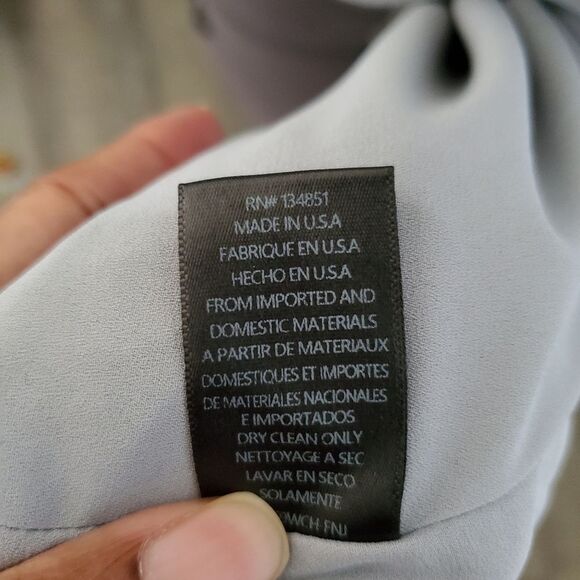 RN# 134851
MADE IN U.S.A
FABRIQUE EN U.S.A
HECHO EN U.S.A
FROM IMPORTED AND
DOMESTIC MATERIALS
A PARTIR DE MATERIAUX
DOMESTIQUES ET IMPORTES
DE MATERIALES NACIONALES
E IMPORTADOS
DRY CLEAN ONLY
NETTOYAGE A SEC
LAVAR EN SECO
SOLAMENTE